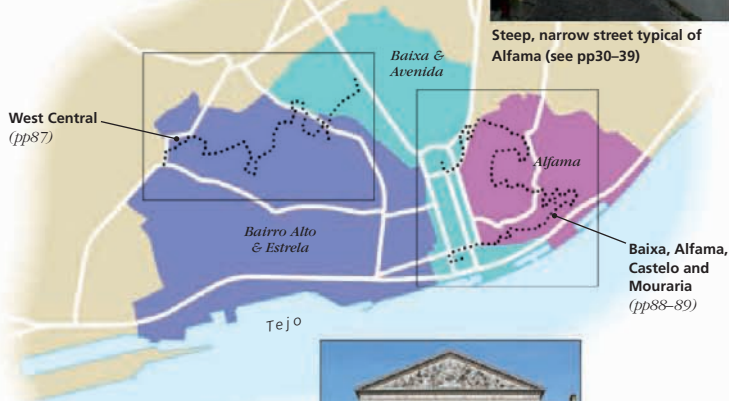 Steep, narrow street typical of
Alfama (see pp30–39)
Baixa &
Avenida
West Central
(pp87)
Alfama
Bairro Alto
& Estrela
Baixa, Alfama,
Castelo and
Mouraria
(pp88–89)
Tejo